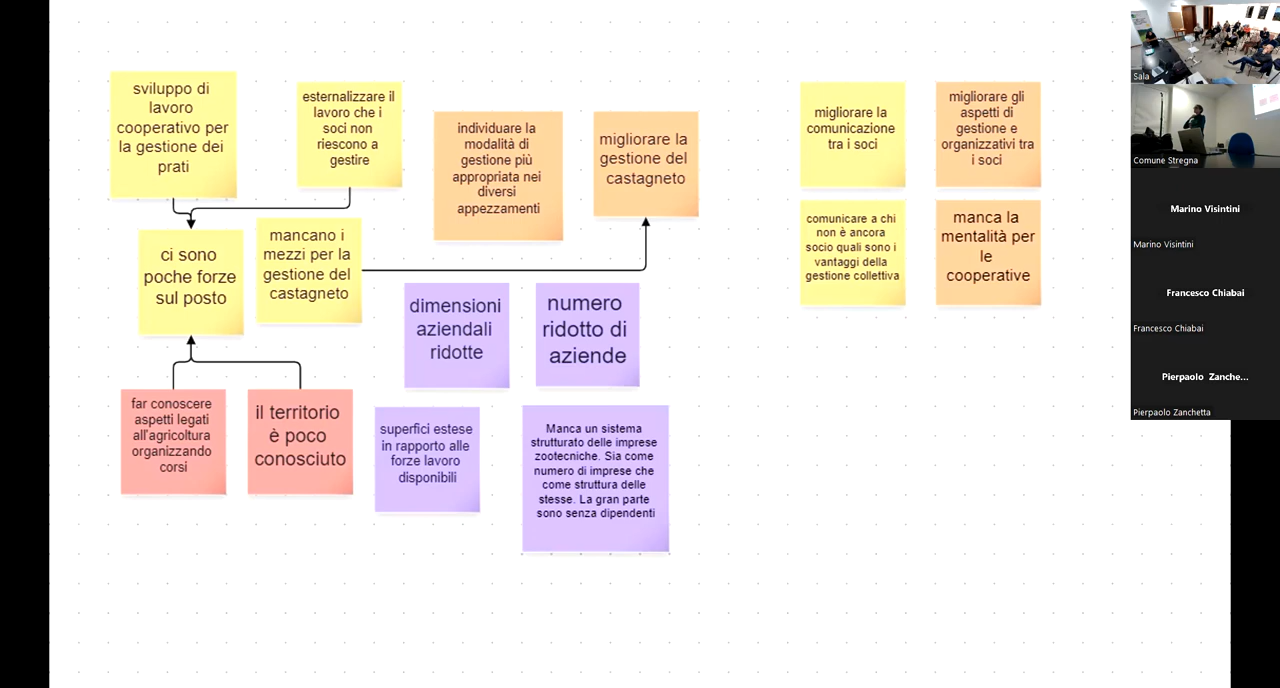 sviluppo di
lavoro
cooperativo per
la gestione dei
prati
esternalizzare il
lavoro che i
soci non
riescono a
gestire
individuare la
modalità di
gestione più
appropriata nei
diversi
appezzamenti
migliorare la
gestione del
castagneto
ci sono
poche forze
sul posto
mancano i
mezzi per la
gestione del
castagneto
dimensioni
aziendali
ridotte
numero
ridotto di
aziende
far conoscere
aspetti legati
all'agricoltura
organizzando
corsi
il territorio
è poco
conosciuto
superfici estese
in rapporto alle
forze lavoro
disponibili
Manca un sistema
strutturato delle imprese
zootecniche. Sia come
numero di imprese che
come struttura delle
stesse. La gran parte
sono senza dipendenti
migliorare la
comunicazione
tra i soci
migliorare gli
aspetti di
gestione e
organizzativi tra
i soci
comunicare a chi
non è ancora
socio quali sono i
vantaggi della
gestione collettiva
manca la
mentalità per
le
cooperative
Sala
Comune Stregna
Marino Visintini
Marino Visintini
Francesco Chiabai
Francesco Chiabai
Pierpaolo Zanche...
Pierpaolo Zanchetta